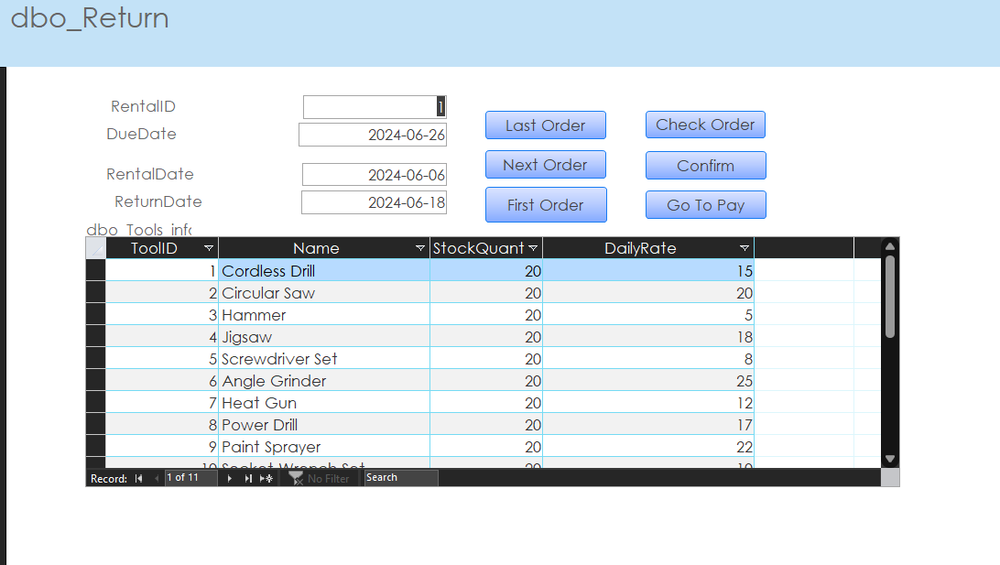 dbo_Return
RentalID 1
DueDate 2024-06-26
RentalDate 2024-06-06
ReturnDate 2024-06-18
Last Order Check Order
Next Order Confirm
First Order Go To Pay
dbo_Tools_info
ToolID Name StockQuant DailyRate
1 Cordless Drill 20 15
2 Circular Saw 20 20
3 Hammer 20 5
4 Jigsaw 20 18
5 Screwdriver Set 20 8
6 Angle Grinder 20 25
7 Heat Gun 20 12
8 Power Drill 20 17
9 Paint Sprayer 20 22
10 Socket Wrench Set 20 10
Record: 1 of 11 No Filter Search